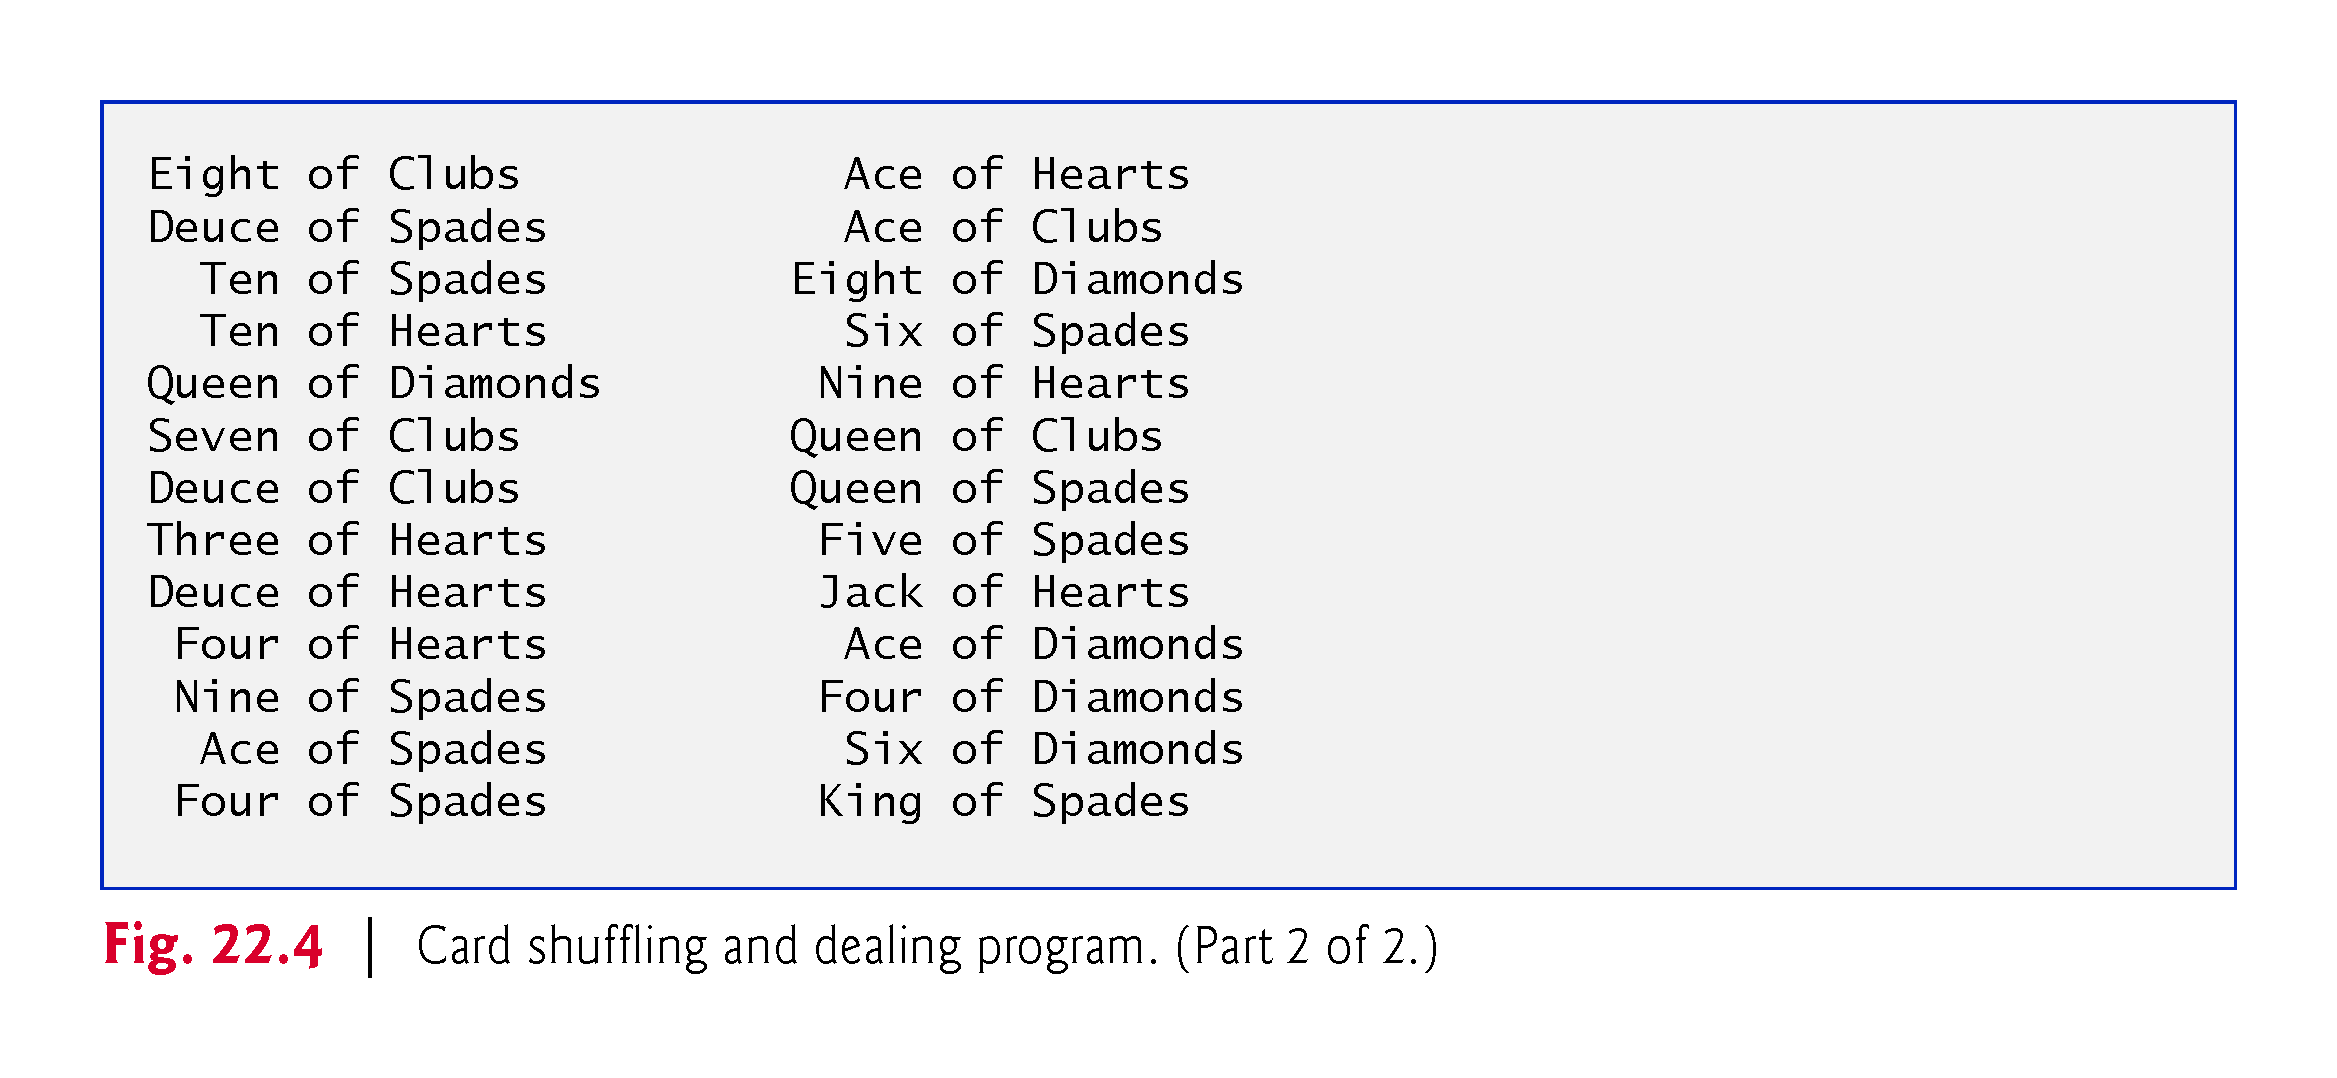 Eight of Clubs Ace of Hearts
Deuce of Spades Ace of Clubs
Ten of Spades Eight of Diamonds
Ten of Hearts Six of Spades
Queen of Diamonds Nine of Hearts
Seven of Clubs Queen of Clubs
Deuce of Clubs Queen of Spades
Three of Hearts Five of Spades
Deuce of Hearts Jack of Hearts
Four of Hearts Ace of Diamonds
Nine of Spades Four of Diamonds
Ace of Spades Six of Diamonds
Four of Spades King of Spades
Fig. 22.4 | Card shuffling and dealing program. (Part 2 of 2.)